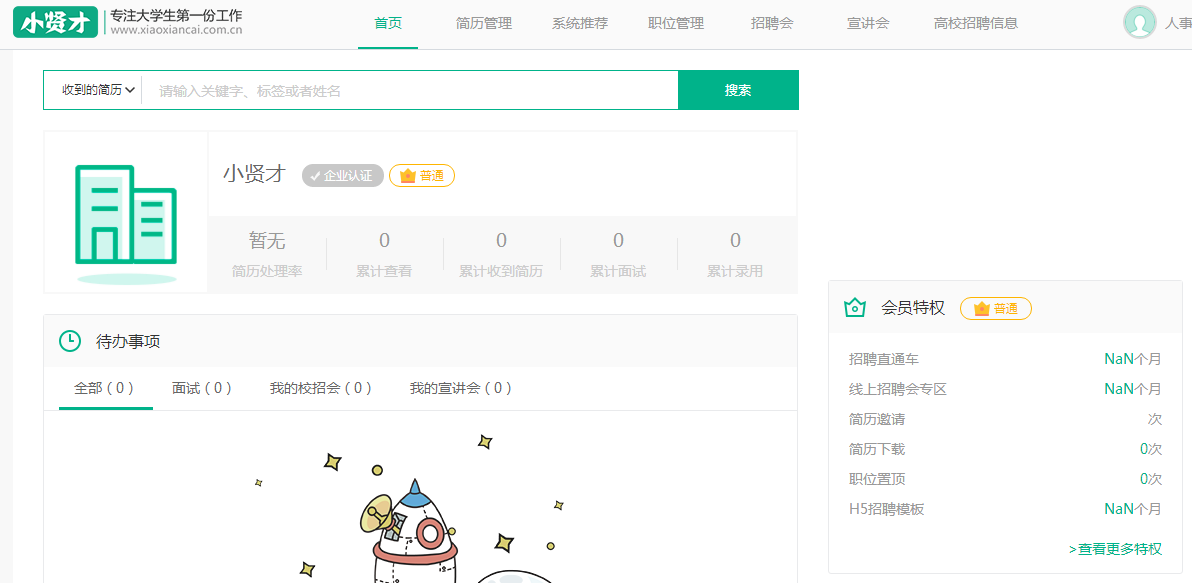 小贤才 专注大学生第一份工作
www.xiaoxiancai.com.cn
首页 简历管理 系统推荐 职位管理 招聘会 宣讲会 高校招聘信息 人事
收到的简历 请输入关键字、标签或者姓名 搜索
小贤才 企业认证 普通
暂无 0 0 0 0
简历处理率 累计查看 累计收到简历 累计面试 累计录用
待办事项
全部（0） 面试（0） 我的校招会（0） 我的宣讲会（0）
会员特权 普通
招聘直通车 NaN个月
线上招聘会专区 NaN个月
简历邀请 次
简历下载 0次
职位置顶 0次
H5招聘模板 NaN个月
>查看更多特权